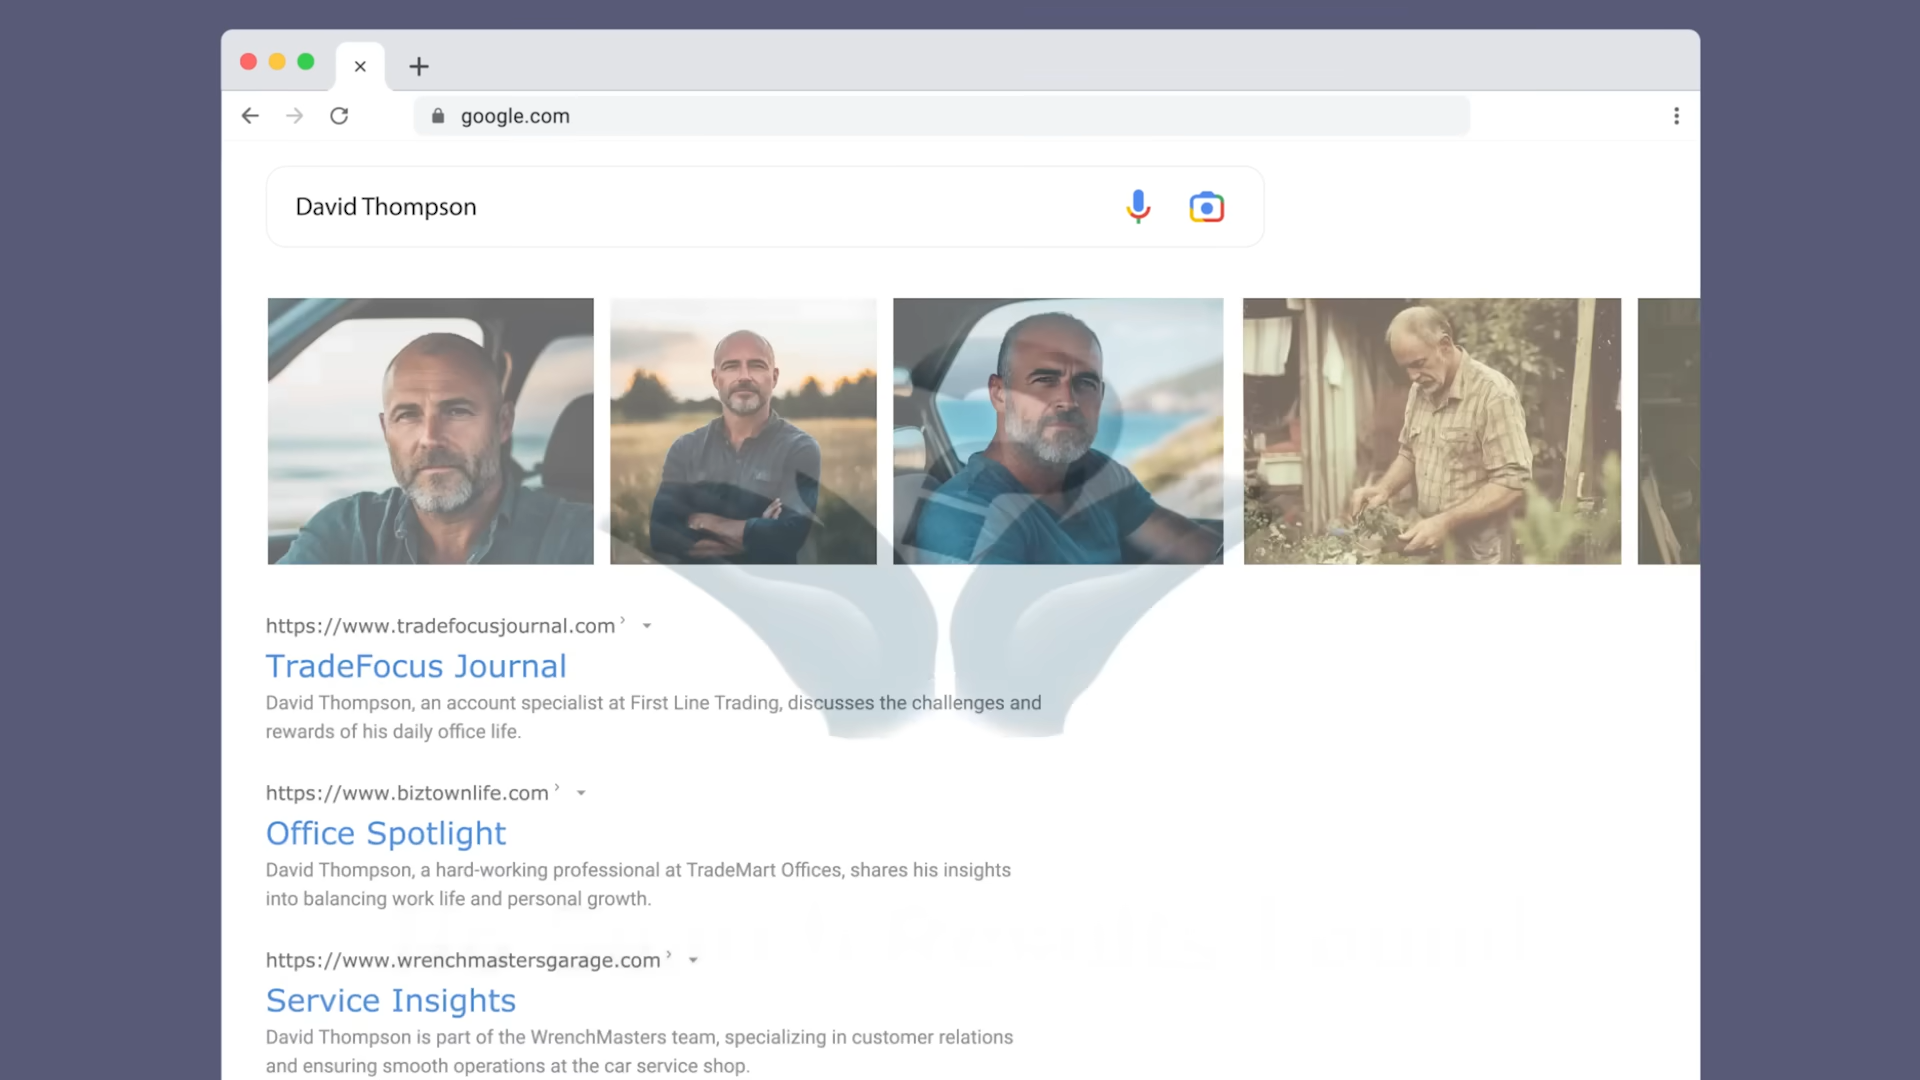 google.com
David Thompson
https://www.tradefocusjournal.com
TradeFocus Journal
David Thompson, an account specialist at First Line Trading, discusses the challenges and
rewards of his daily office life.
https://www.biztownlife.com
Office Spotlight
David Thompson, a hard-working professional at TradeMart Offices, shares his insights
into balancing work life and personal growth.
https://www.wrenchmastersgarage.com
Service Insights
David Thompson is part of the WrenchMasters team, specializing in customer relations
and ensuring smooth operations at the car service shop.